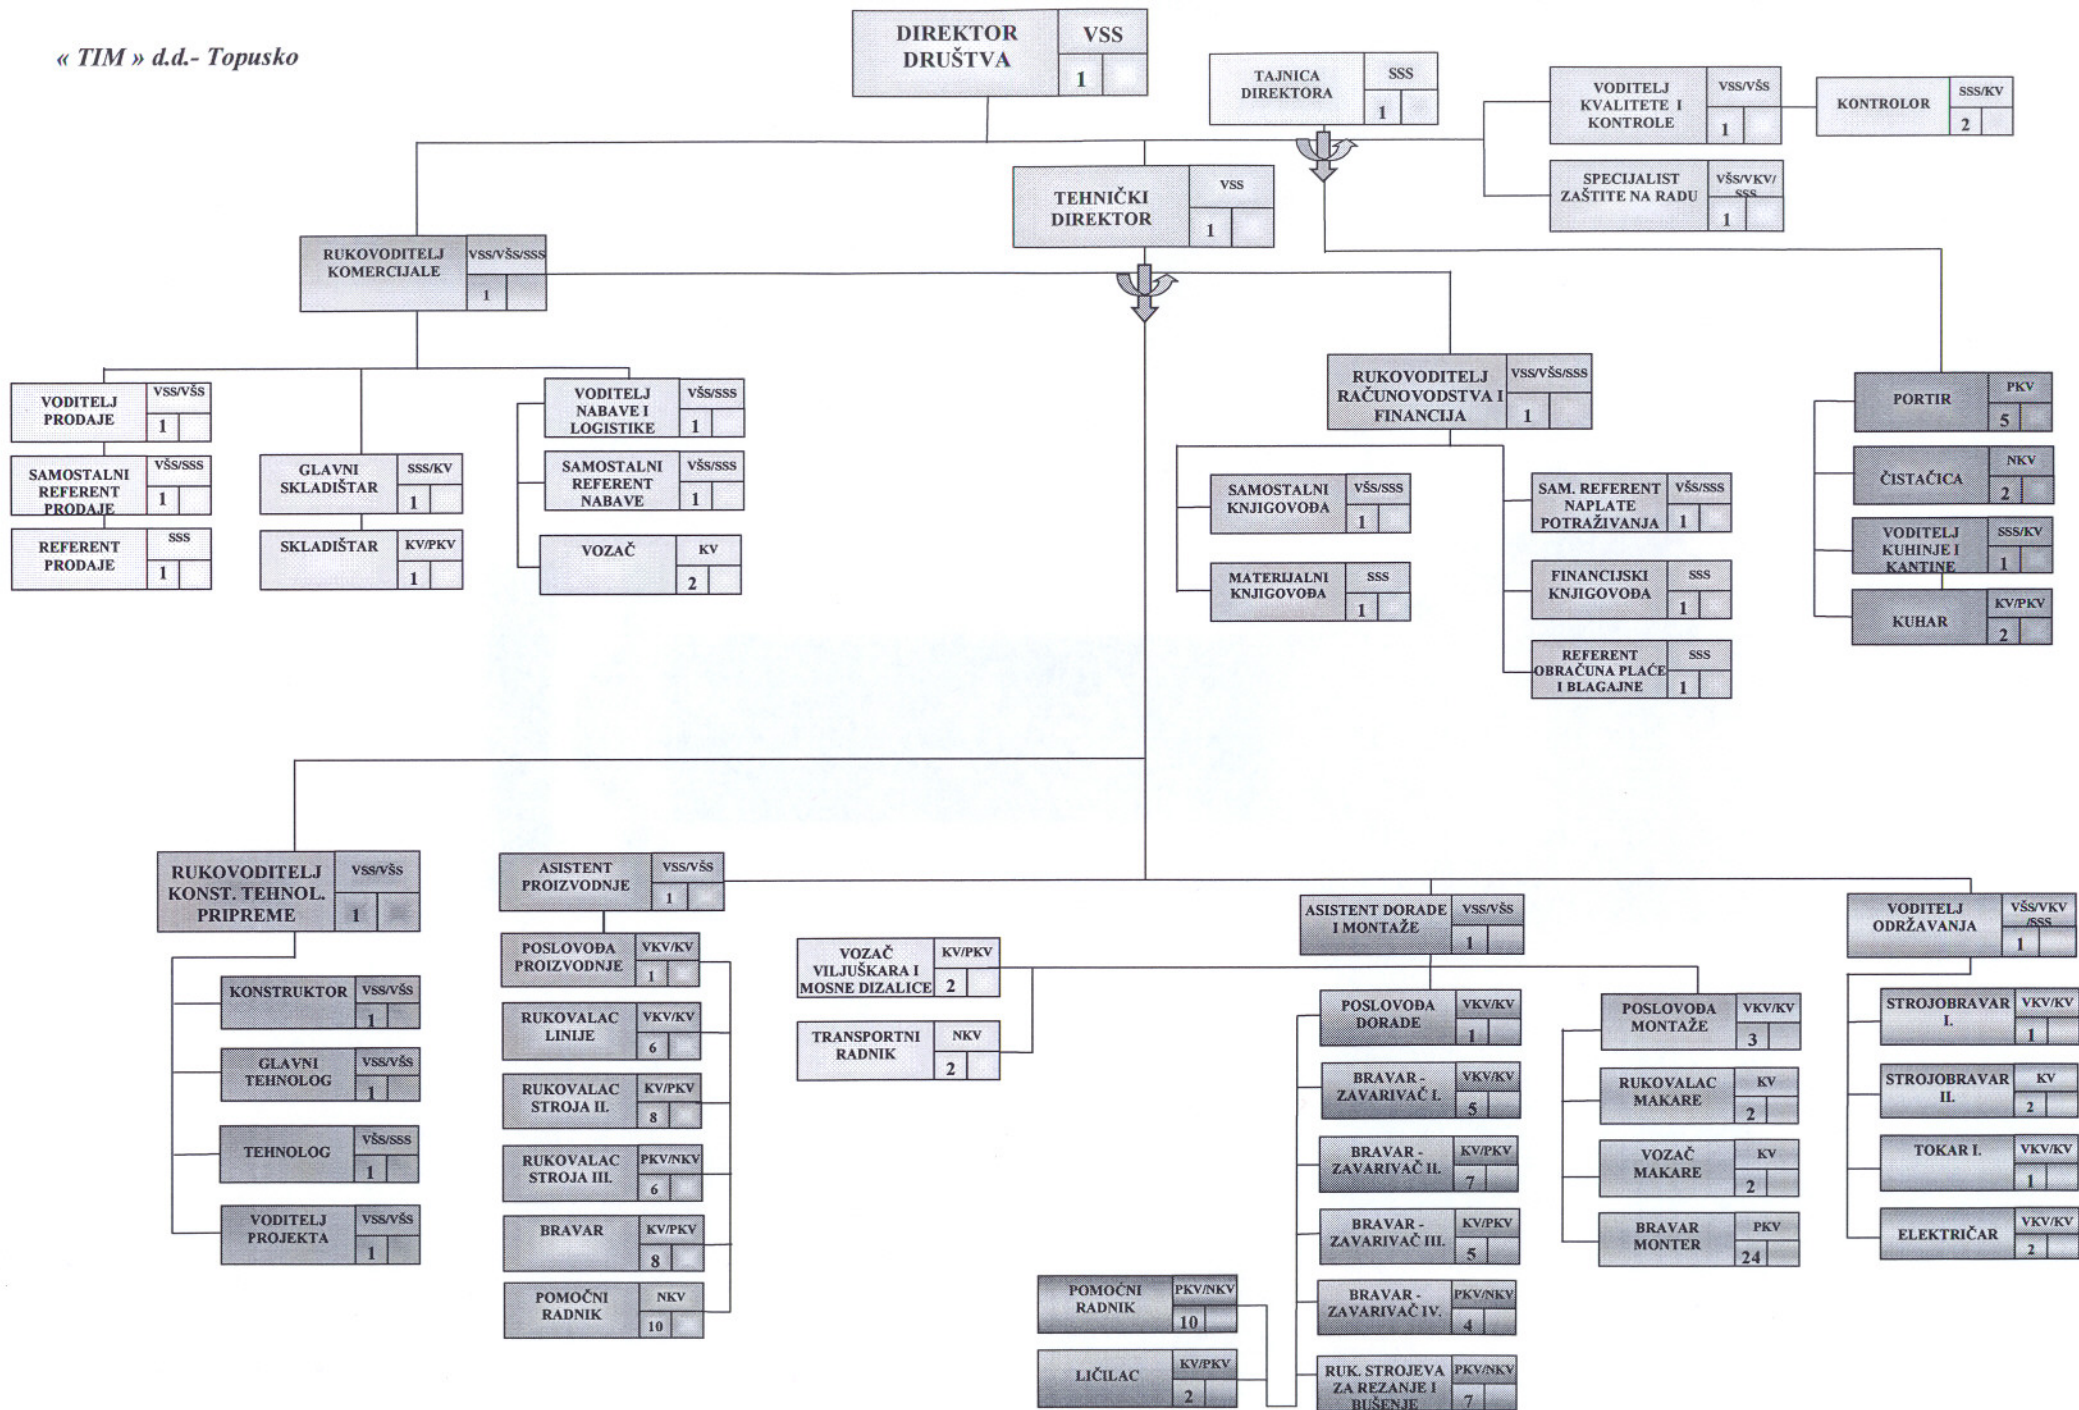 « TIM » d.d.- Topusko
DIREKTOR
DRUŠTVA
VSS
1
TAJNICA
DIREKTORA
SSS
1
VODITELJ
KVALITETE I
KONTROLE
VSS/VŠS
1
KONTROLOR
SSS/KV
2
SPECIJALIST
ZAŠTITE NA RADU
VŠS/VKV/
SSS
1
TEHNIČKI
DIREKTOR
VSS
1
RUKOVODITELJ
KOMERCIJALE
VSS/VŠS/SSS
1
VODITELJ
PRODAJE
VSS/VŠS
1
SAMOSTALNI
REFERENT
PRODAJE
VŠS/SSS
1
REFERENT
PRODAJE
SSS
1
GLAVNI
SKLADIŠTAR
SSS/KV
1
SKLADIŠTAR
KV/PKV
1
VODITELJ
NABAVE I
LOGISTIKE
VŠS/SSS
1
SAMOSTALNI
REFERENT
NABAVE
VŠS/SSS
1
VOZAČ
KV
2
RUKOVODITELJ
RAČUNOVODSTVA I
FINANCIJA
VSS/VŠS/SSS
1
SAMOSTALNI
KNJIGOVOĐA
VŠS/SSS
1
MATERIJALNI
KNJIGOVOĐA
SSS
1
SAM. REFERENT
NAPLATE
POTRAŽIVANJA
VŠS/SSS
1
FINANCIJSKI
KNJIGOVOĐA
SSS
1
REFERENT
OBRAČUNA PLAĆE
I BLAGAJNE
SSS
1
PORTIR
PKV
5
ČISTAČICA
NKV
2
VODITELJ
KUHINJE I
KANTINE
SSS/KV
1
KUHAR
KV/PKV
2
RUKOVODITELJ
KONST. TEHNOL.
PRIPREME
VSS/VŠS
1
KONSTRUKTOR
VSS/VŠS
1
GLAVNI
TEHNOLOG
VSS/VŠS
1
TEHNOLOG
VŠS/SSS
1
VODITELJ
PROJEKTA
VSS/VŠS
1
ASISTENT
PROIZVODNJE
VSS/VŠS
1
POSLOVOĐA
PROIZVODNJE
VKV/KV
1
RUKOVALAC
LINIJE
VKV/KV
6
RUKOVALAC
STROJA II.
KV/PKV
8
RUKOVALAC
STROJA III.
PKV/NKV
6
BRAVAR
KV/PKV
8
POMOĆNI
RADNIK
NKV
10
VOZAČ
VILJUŠKARA I
MOSNE DIZALICE
KV/PKV
2
TRANSPORTNI
RADNIK
NKV
2
ASISTENT DORADE
I MONTAŽE
VSS/VŠS
1
POSLOVOĐA
DORADE
VKV/KV
1
BRAVAR -
ZAVARIVAČ I.
VKV/KV
5
BRAVAR -
ZAVARIVAČ II.
KV/PKV
7
BRAVAR -
ZAVARIVAČ III.
KV/PKV
5
BRAVAR -
ZAVARIVAČ IV.
PKV/NKV
4
RUK. STROJEVA
ZA REZANJE I
BUŠENJE
PKV/NKV
7
POMOĆNI
RADNIK
PKV/NKV
10
LIČILAC
KV/PKV
2
POSLOVOĐA
MONTAŽE
VKV/KV
3
RUKOVALAC
MAKARE
KV
2
VOZAČ
MAKARE
KV
2
BRAVAR
MONTER
PKV
24
VODITELJ
ODRŽAVANJA
VŠS/VKV
/SSS
1
STROJOBRAVAR
I.
VKV/KV
1
STROJOBRAVAR
II.
KV
2
TOKAR I.
VKV/KV
1
ELEKTRIČAR
VKV/KV
2